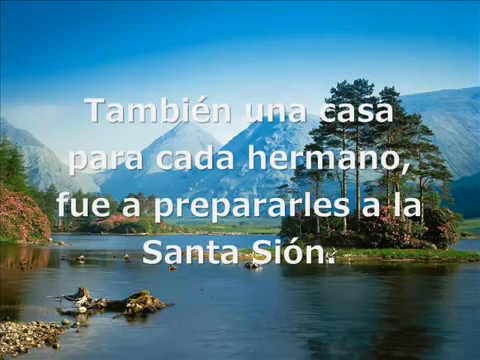 También una casa
para cada hermano,
fue a prepararles a la
Santa Sión.